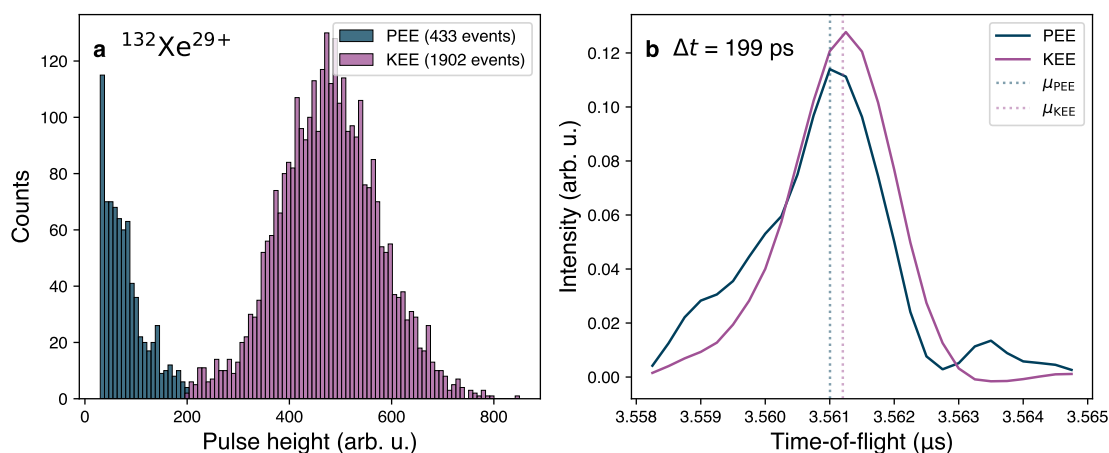 a ¹³²Xe²⁹⁺
PEE (433 events)
KEE (1902 events)
Counts
120
100
80
60
40
20
0
0 200 400 600 800
Pulse height (arb. u.)
b Δt = 199 ps
PEE
KEE
μPEE
μKEE
Intensity (arb. u.)
0.12
0.10
0.08
0.06
0.04
0.02
0.00
3.558 3.559 3.560 3.561 3.562 3.563 3.564 3.565
Time-of-flight (μs)